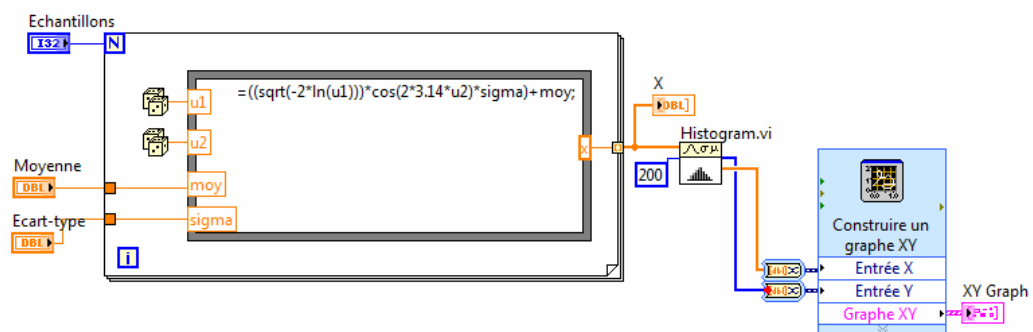 Echantillons
I32
N
=((sqrt(-2*ln(u1)))*cos(2*3.14*u2)*sigma)+moy;
u1
u2
x
X
DBL]
Histogram.vi
200
Moyenne
DBL
moy
Ecart-type
DBL
sigma
i
Construire un
graphe XY
Entrée X
Entrée Y
Graphe XY
XY Graph